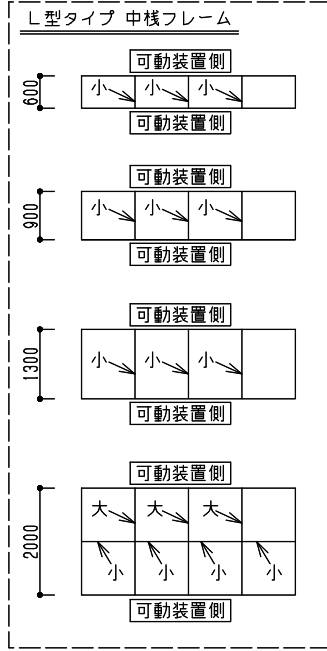 L型タイプ 中桟フレーム
可動装置側
600
小 小 小
可動装置側
可動装置側
900
小 小 小
可動装置側
可動装置側
1300
小 小 小
可動装置側
可動装置側
2000
大 大 大
小 小 小 小
可動装置側